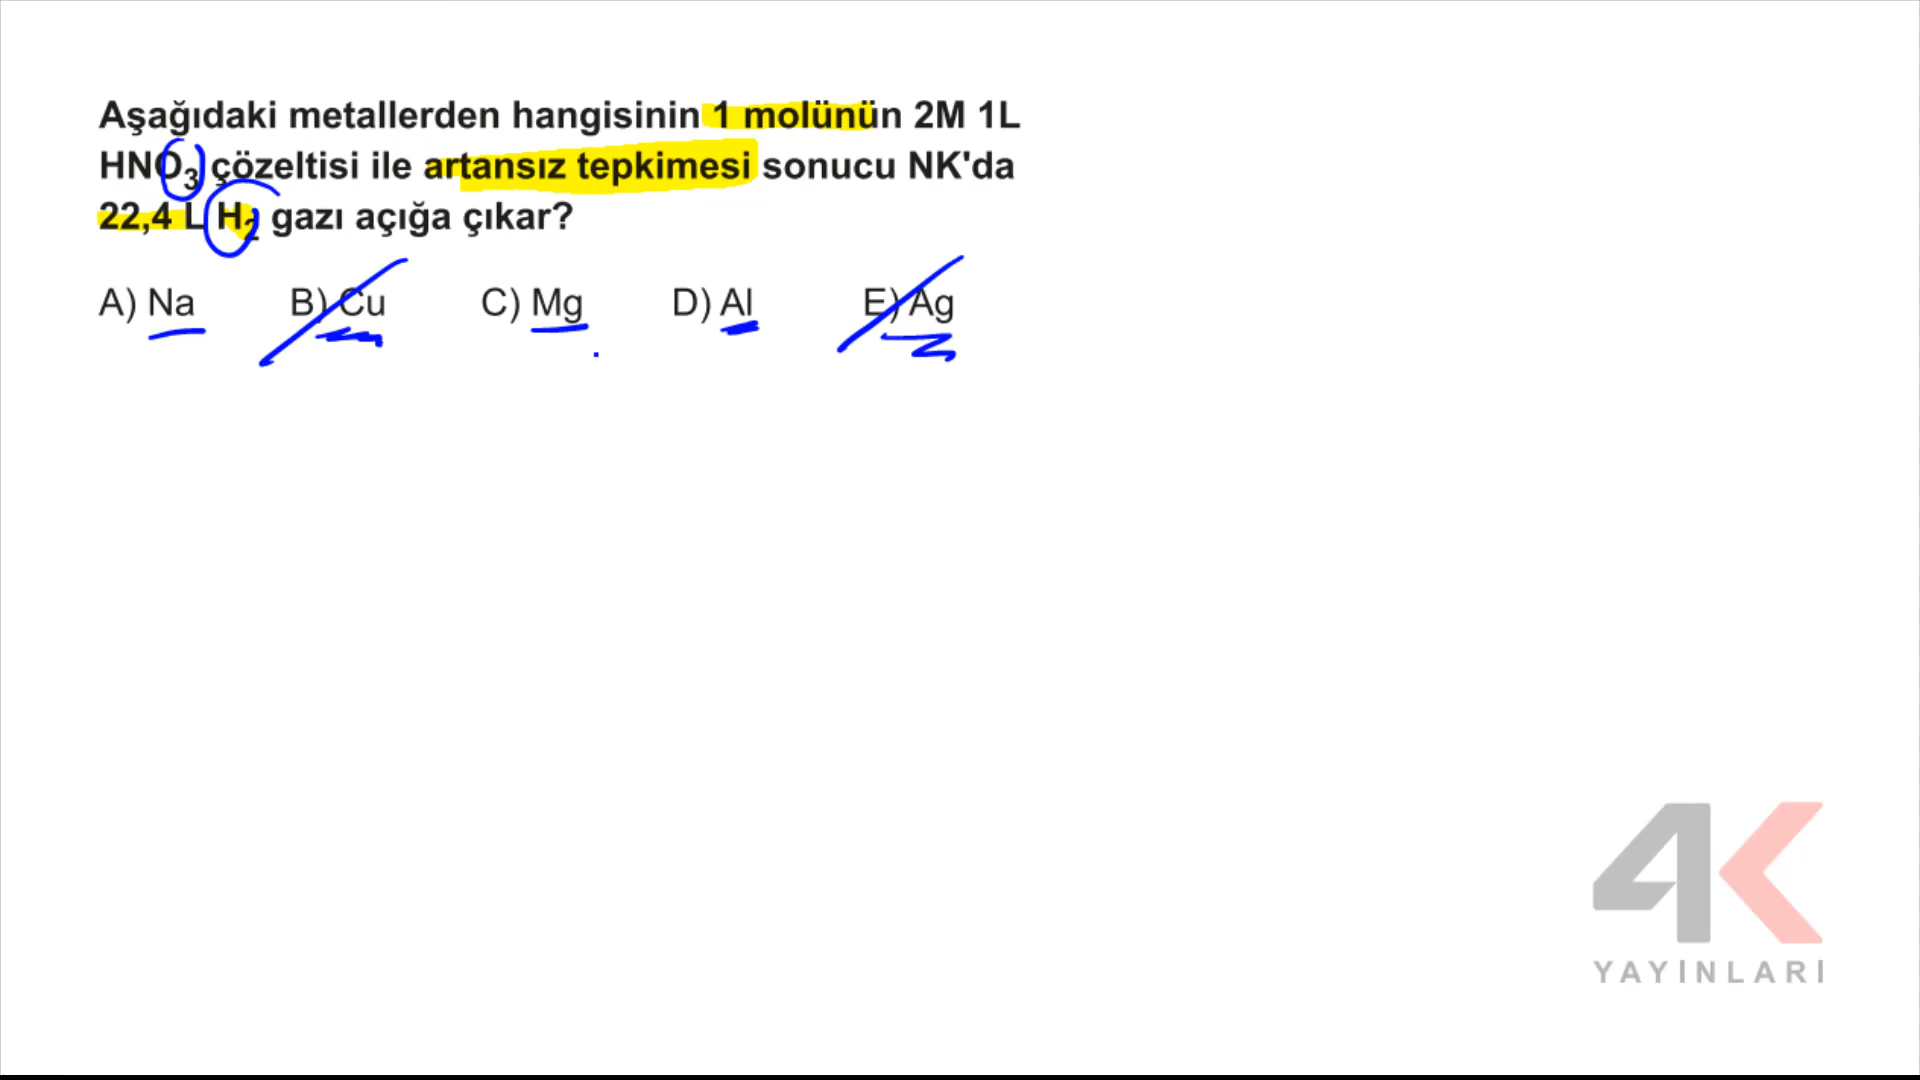 Aşağıdaki metallerden hangisinin 1 molünün 2M 1L
HNO₃ çözeltisi ile artansız tepkimesi sonucu NK'da
22,4 L H₂ gazı açığa çıkar?
A) Na B) Cu C) Mg D) Al E) Ag
4K
YAYINLARI